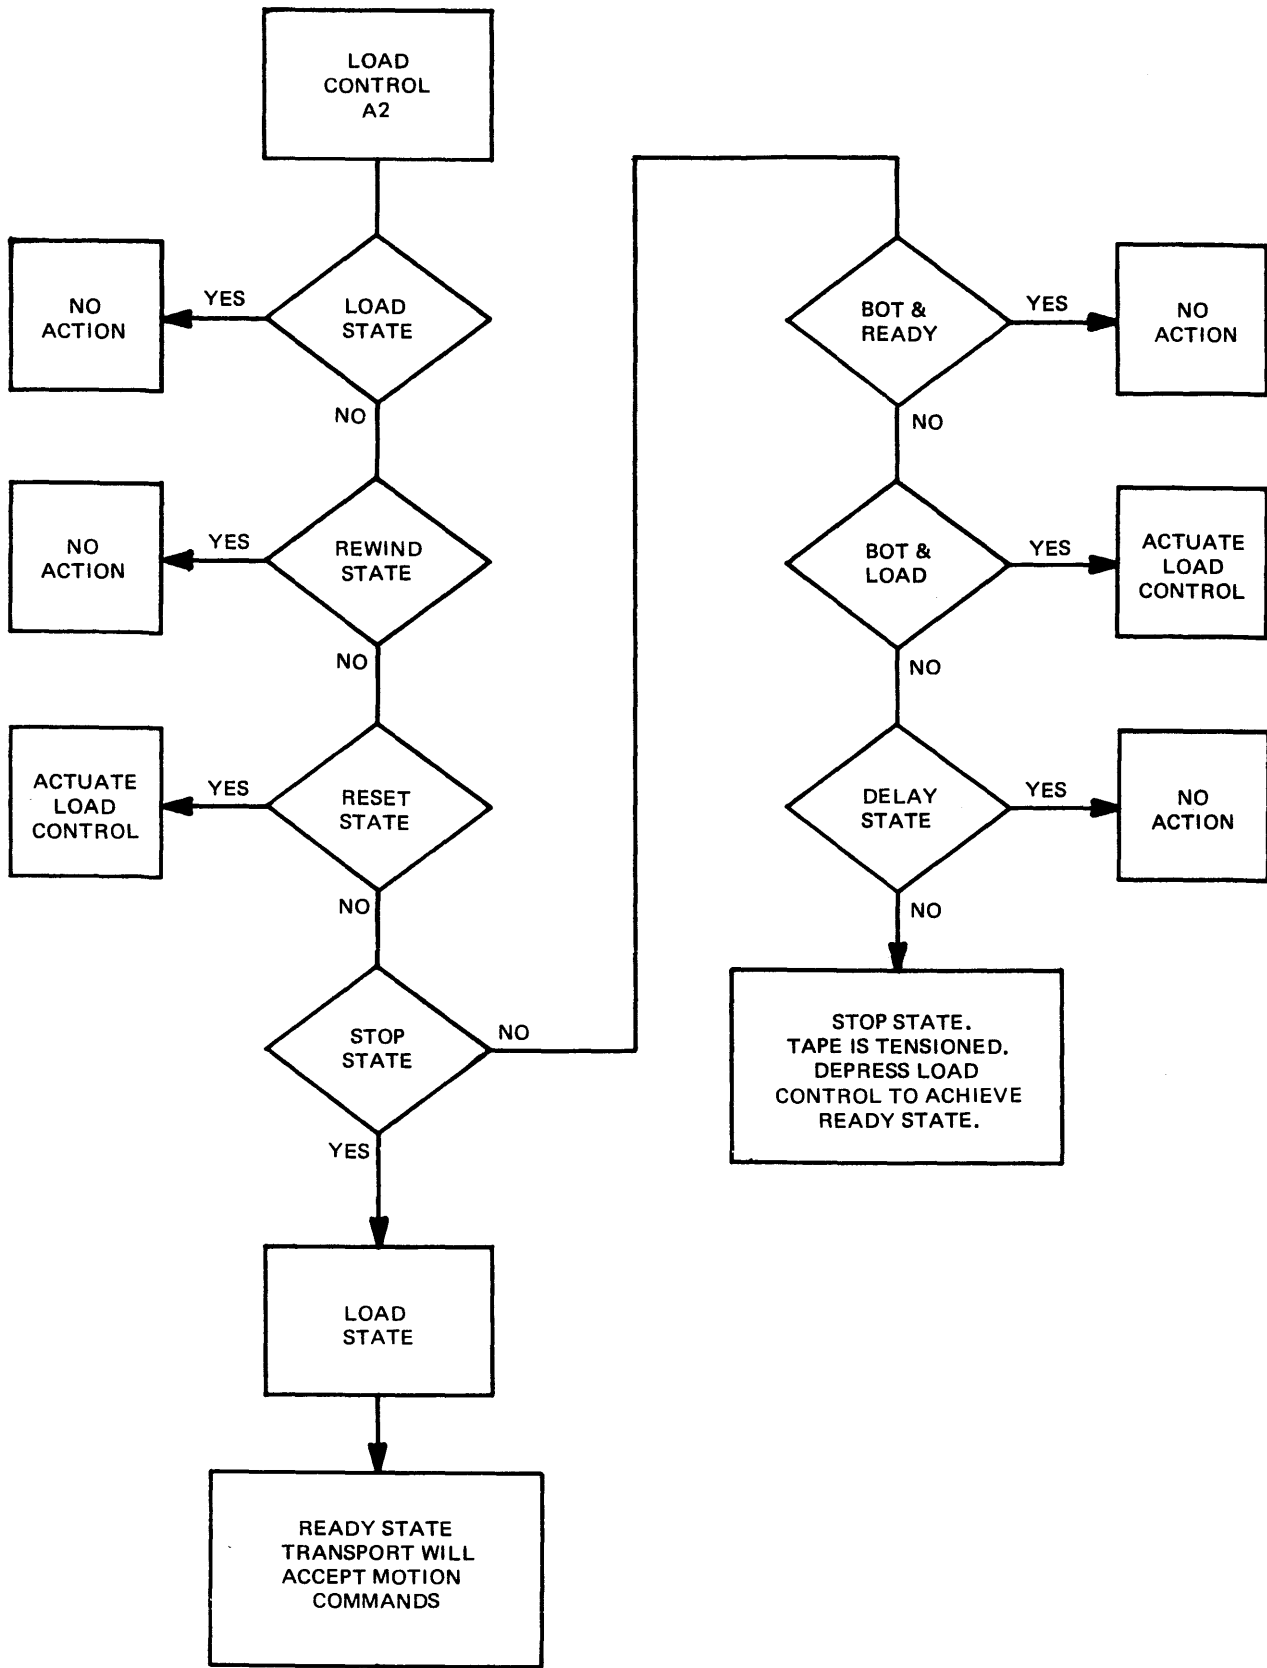 LOAD
CONTROL
A2
NO
ACTION
YES
LOAD
STATE
NO
NO
ACTION
YES
REWIND
STATE
NO
ACTUATE
LOAD
CONTROL
YES
RESET
STATE
NO
STOP
STATE
NO
YES
LOAD
STATE
READY STATE
TRANSPORT WILL
ACCEPT MOTION
COMMANDS
BOT &
READY
YES
NO
ACTION
NO
BOT &
LOAD
YES
ACTUATE
LOAD
CONTROL
NO
DELAY
STATE
YES
NO
ACTION
NO
STOP STATE.
TAPE IS TENSIONED.
DEPRESS LOAD
CONTROL TO ACHIEVE
READY STATE.